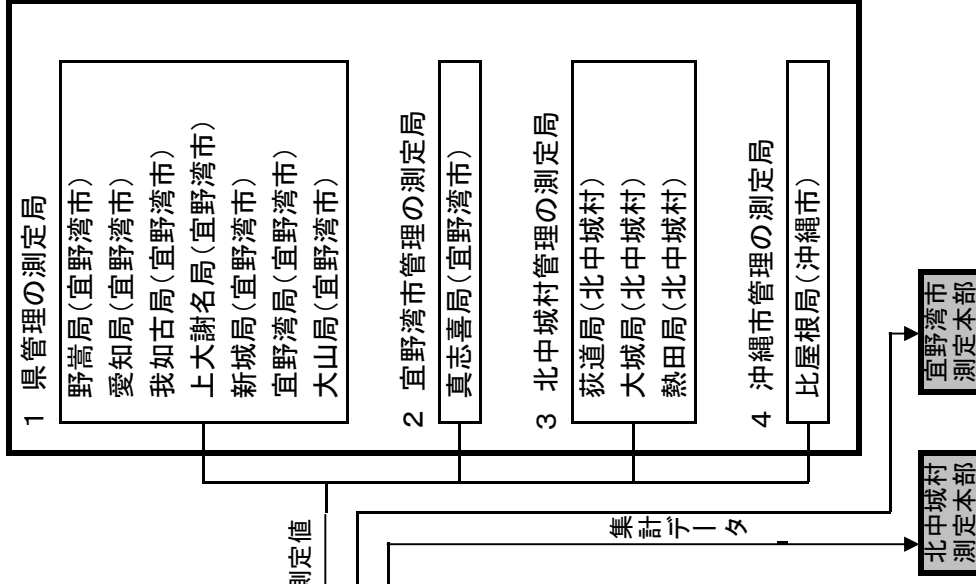 1 県管理の測定局
野嵩局(宜野湾市)
愛知局(宜野湾市)
我如古局(宜野湾市)
上大謝名局(宜野湾市)
新城局(宜野湾市)
宜野湾局(宜野湾市)
大山局(宜野湾市)
2 宜野湾市管理の測定局
真志喜局(宜野湾市)
3 北中城村管理の測定局
荻道局(北中城村)
大城局(北中城村)
熱田局(北中城村)
4 沖縄市管理の測定局
比屋根局(沖縄市)
測定値
集計データ
宜野湾市
測定本部
北中城村
測定本部